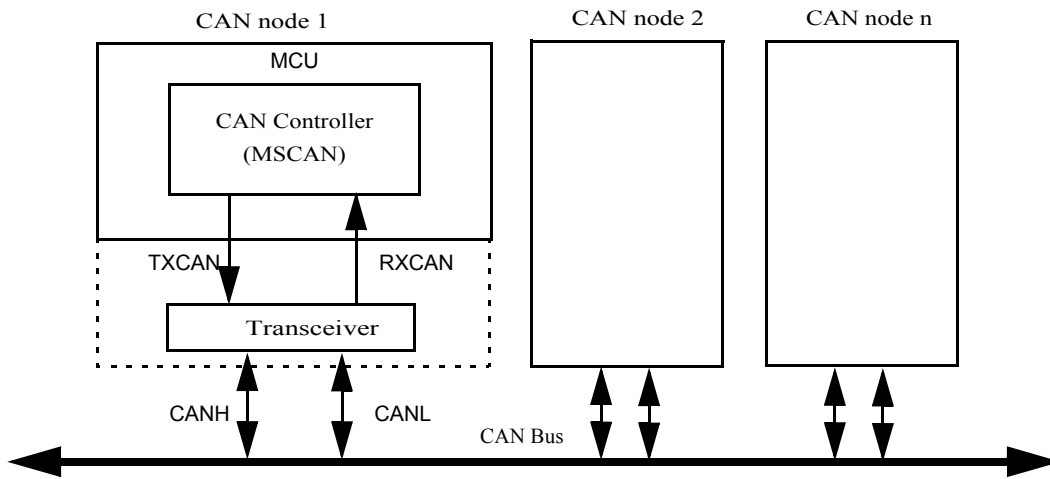 CAN node 1
CAN node 2
CAN node n
MCU
CAN Controller
(MSCAN)
TXCAN
RXCAN
Transceiver
CANH
CANL
CAN Bus